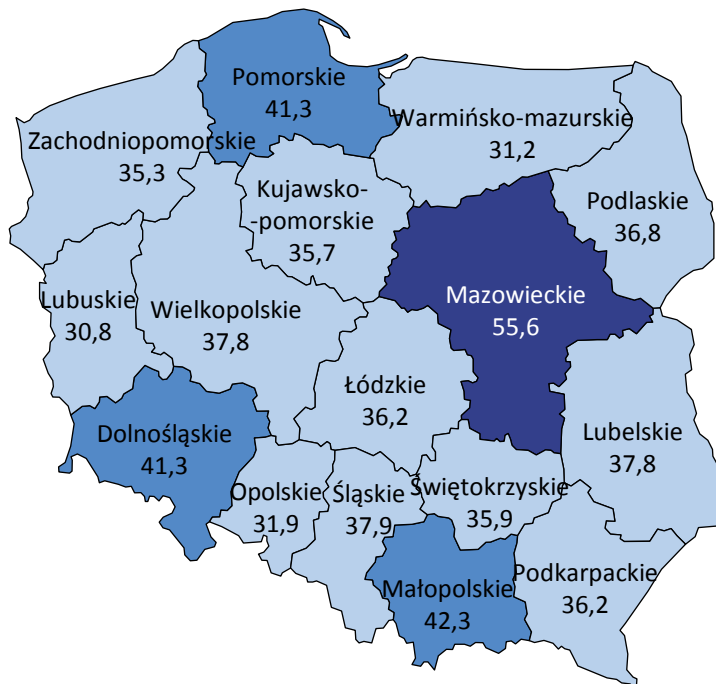 Pomorskie
41,3
Warmińsko-mazurskie
31,2
Zachodniopomorskie
35,3
Kujawsko-
-pomorskie
35,7
Podlaskie
36,8
Mazowieckie
55,6
Lubuskie
30,8
Wielkopolskie
37,8
Łódzkie
36,2
Dolnośląskie
41,3
Lubelskie
37,8
Opolskie
31,9
Śląskie
37,9
Świętokrzyskie
35,9
Małopolskie
42,3
Podkarpackie
36,2